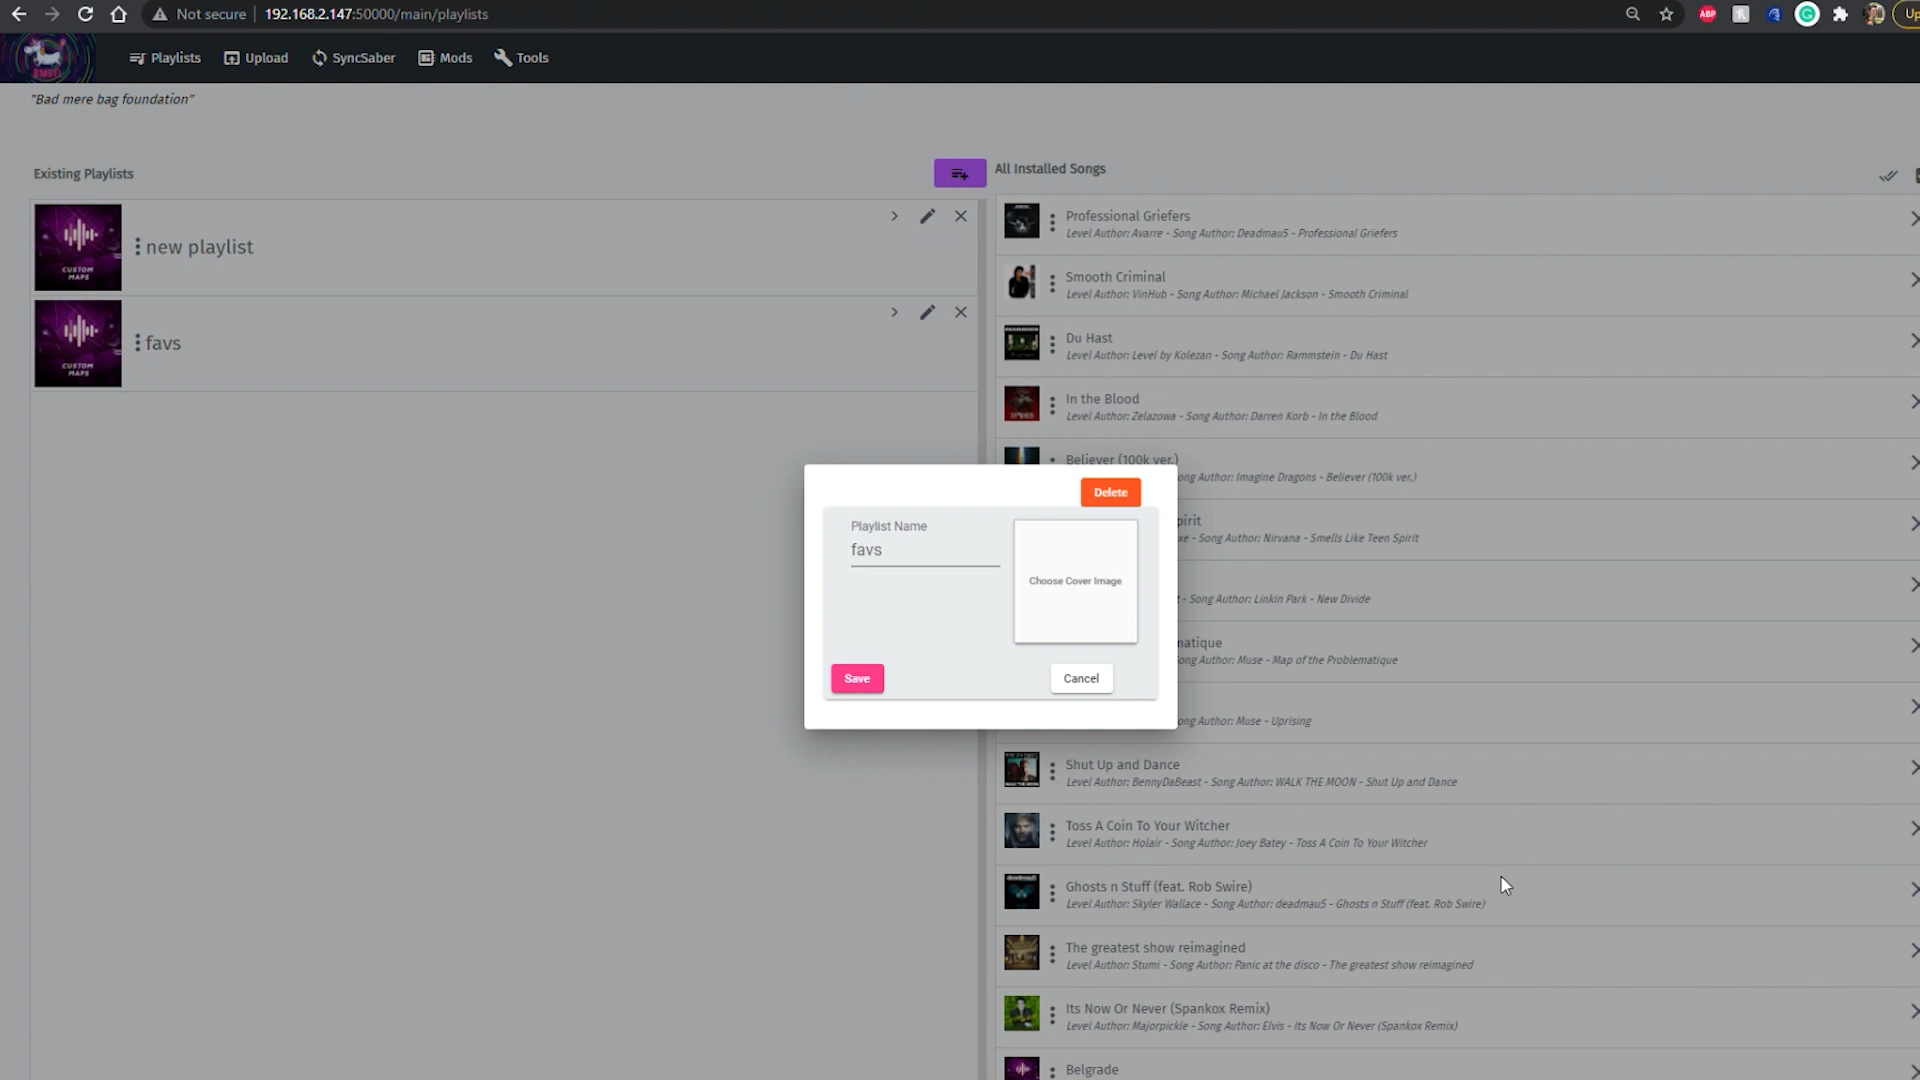 Not secure 192.168.2.147:50000/main/playlists
ABP
Up
BMBF
Playlists Upload SyncSaber Mods Tools
"Bad mere bag foundation"
Existing Playlists
new playlist
CUSTOM
MAPS
favs
CUSTOM
MAPS
All Installed Songs
Professional Griefers
Level Author: Avarre - Song Author: Deadmau5 - Professional Griefers
Smooth Criminal
Level Author: VinHub - Song Author: Michael Jackson - Smooth Criminal
Du Hast
Level Author: Level by Kolezan - Song Author: Rammstein - Du Hast
In the Blood
Level Author: Zelazowa - Song Author: Darren Korb - In the Blood
Believer (100k ver.)
ong Author: Imagine Dragons - Believer (100k ver.)
pirit
xe - Song Author: Nirvana - Smells Like Teen Spirit
t - Song Author: Linkin Park - New Divide
matique
ong Author: Muse - Map of the Problematique
ong Author: Muse - Uprising
Shut Up and Dance
Level Author: BennyDaBeast - Song Author: WALK THE MOON - Shut Up and Dance
Toss A Coin To Your Witcher
Level Author: Holair - Song Author: Joey Batey - Toss A Coin To Your Witcher
Ghosts n Stuff (feat. Rob Swire)
Level Author: Skyler Wallace - Song Author: deadmau5 - Ghosts n Stuff (feat. Rob Swire)
The greatest show reimagined
Level Author: Stumi - Song Author: Panic at the disco - The greatest show reimagined
Its Now Or Never (Spankox Remix)
Level Author: Majorpickle - Song Author: Elvis - Its Now Or Never (Spankox Remix)
Belgrade
Delete
Playlist Name
favs
Choose Cover Image
Save Cancel